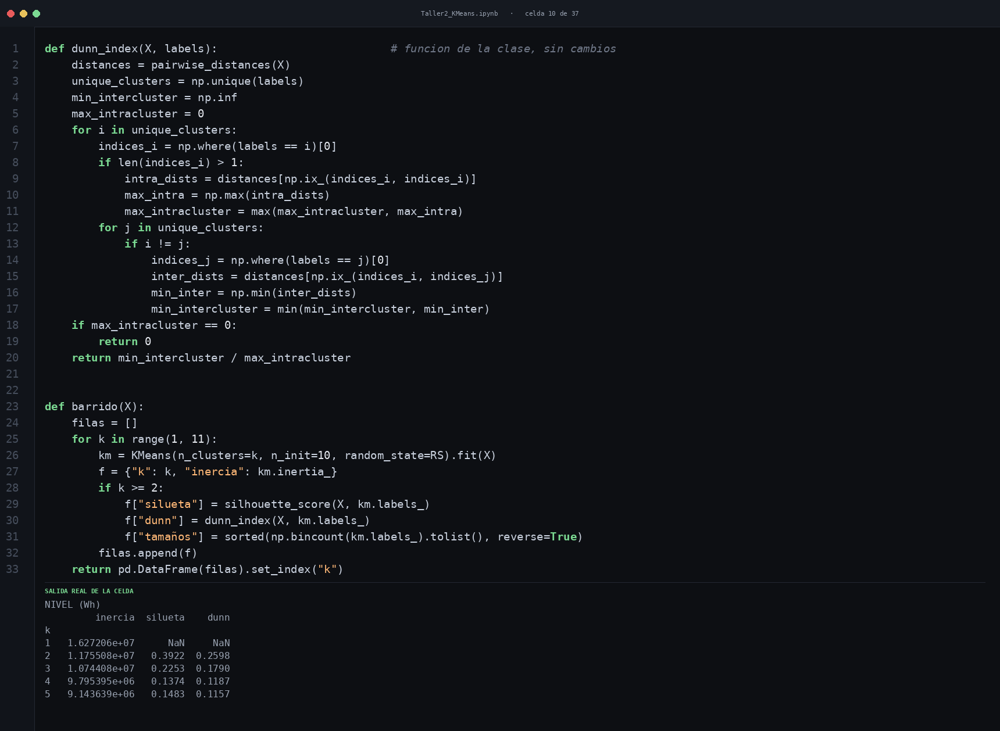 Taller2_KMeans.ipynb · celda 10 de 37
1 def dunn_index(X, labels): # funcion de la clase, sin cambios
2 distances = pairwise_distances(X)
3 unique_clusters = np.unique(labels)
4 min_intercluster = np.inf
5 max_intracluster = 0
6 for i in unique_clusters:
7 indices_i = np.where(labels == i)[0]
8 if len(indices_i) > 1:
9 intra_dists = distances[np.ix_(indices_i, indices_i)]
10 max_intra = np.max(intra_dists)
11 max_intracluster = max(max_intracluster, max_intra)
12 for j in unique_clusters:
13 if i != j:
14 indices_j = np.where(labels == j)[0]
15 inter_dists = distances[np.ix_(indices_i, indices_j)]
16 min_inter = np.min(inter_dists)
17 min_intercluster = min(min_intercluster, min_inter)
18 if max_intracluster == 0:
19 return 0
20 return min_intercluster / max_intracluster
21
22
23 def barrido(X):
24 filas = []
25 for k in range(1, 11):
26 km = KMeans(n_clusters=k, n_init=10, random_state=RS).fit(X)
27 f = {"k": k, "inercia": km.inertia_}
28 if k >= 2:
29 f["silueta"] = silhouette_score(X, km.labels_)
30 f["dunn"] = dunn_index(X, km.labels_)
31 f["tamaños"] = sorted(np.bincount(km.labels_).tolist(), reverse=True)
32 filas.append(f)
33 return pd.DataFrame(filas).set_index("k")
SALIDA REAL DE LA CELDA
NIVEL (Wh)
inercia silueta dunn
k
1 1.627206e+07 NaN NaN
2 1.175508e+07 0.3922 0.2598
3 1.074408e+07 0.2253 0.1790
4 9.795395e+06 0.1374 0.1187
5 9.143639e+06 0.1483 0.1157